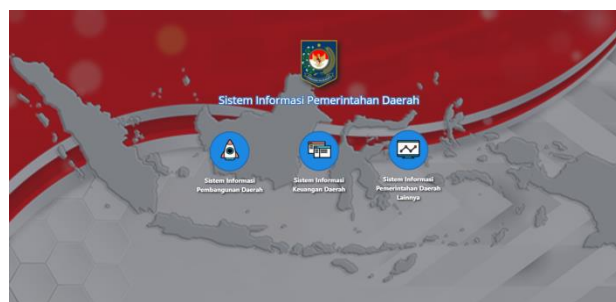 Sistem Informasi Pemerintahan Daerah
Sistem Informasi
Pembangunan Daerah
Sistem Informasi
Keuangan Daerah
Sistem Informasi
Pemerintahan Daerah
Lainnya